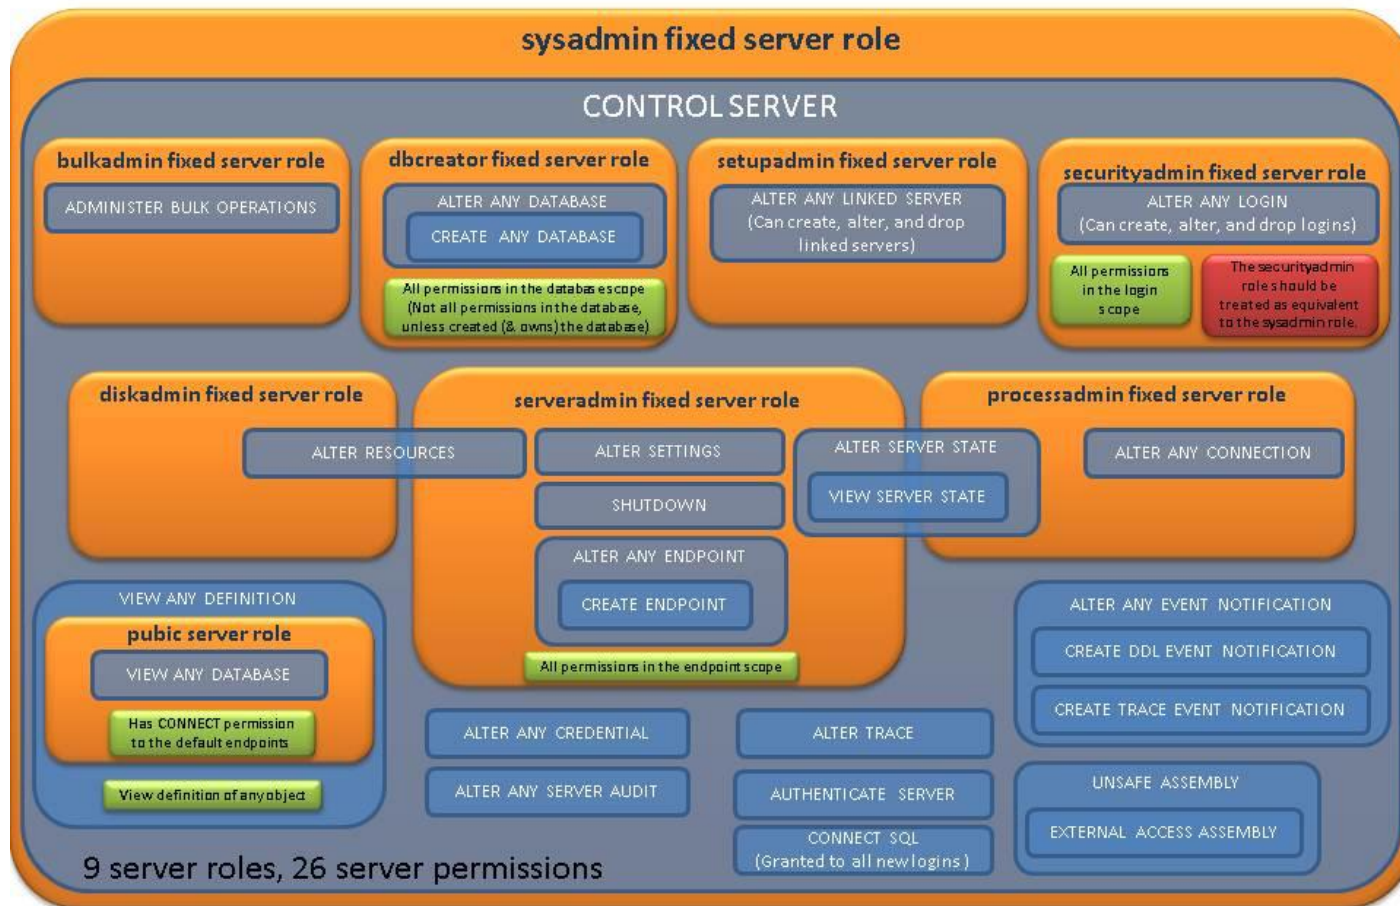 sysadmin fixed server role
CONTROL SERVER
bulkadmin fixed server role
ADMINISTER BULK OPERATIONS
dbcreator fixed server role
ALTER ANY DATABASE
CREATE ANY DATABASE
All permissions in the database scope
(Not all permissions in the database,
unless created (& owns) the database)
setupadmin fixed server role
ALTER ANY LINKED SERVER
(Can create, alter, and drop
linked servers)
securityadmin fixed server role
ALTER ANY LOGIN
(Can create, alter, and drop logins)
All permissions
in the login
scope
The securityadmin
role should be
treated as equivalent
to the sysadmin role.
diskadmin fixed server role
ALTER RESOURCES
serveradmin fixed server role
ALTER SETTINGS
SHUTDOWN
ALTER ANY ENDPOINT
CREATE ENDPOINT
All permissions in the endpoint scope
ALTER SERVER STATE
VIEW SERVER STATE
processadmin fixed server role
ALTER ANY CONNECTION
VIEW ANY DEFINITION
pubic server role
VIEW ANY DATABASE
Has CONNECT permission
to the default endpoints
View definition of any object
ALTER ANY CREDENTIAL
ALTER ANY SERVER AUDIT
ALTER TRACE
AUTHENTICATE SERVER
CONNECT SQL
(Granted to all new logins)
ALTER ANY EVENT NOTIFICATION
CREATE DDL EVENT NOTIFICATION
CREATE TRACE EVENT NOTIFICATION
UNSAFE ASSEMBLY
EXTERNAL ACCESS ASSEMBLY
9 server roles, 26 server permissions